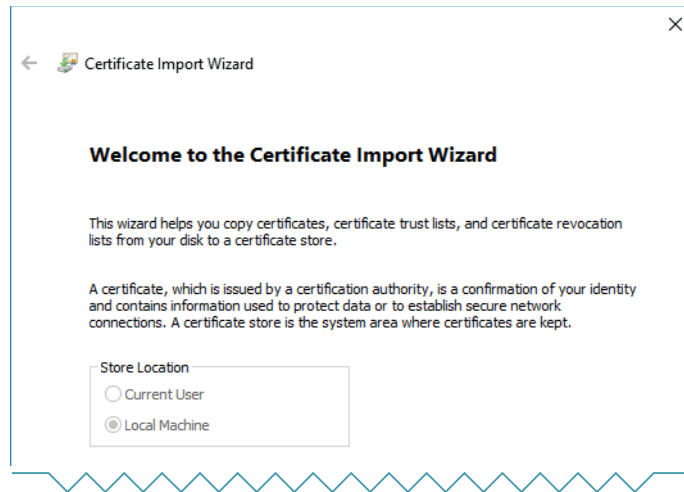 Certificate Import Wizard
Welcome to the Certificate Import Wizard
This wizard helps you copy certificates, certificate trust lists, and certificate revocation
lists from your disk to a certificate store.
A certificate, which is issued by a certification authority, is a confirmation of your identity
and contains information used to protect data or to establish secure network
connections. A certificate store is the system area where certificates are kept.
Store Location
Current User
Local Machine